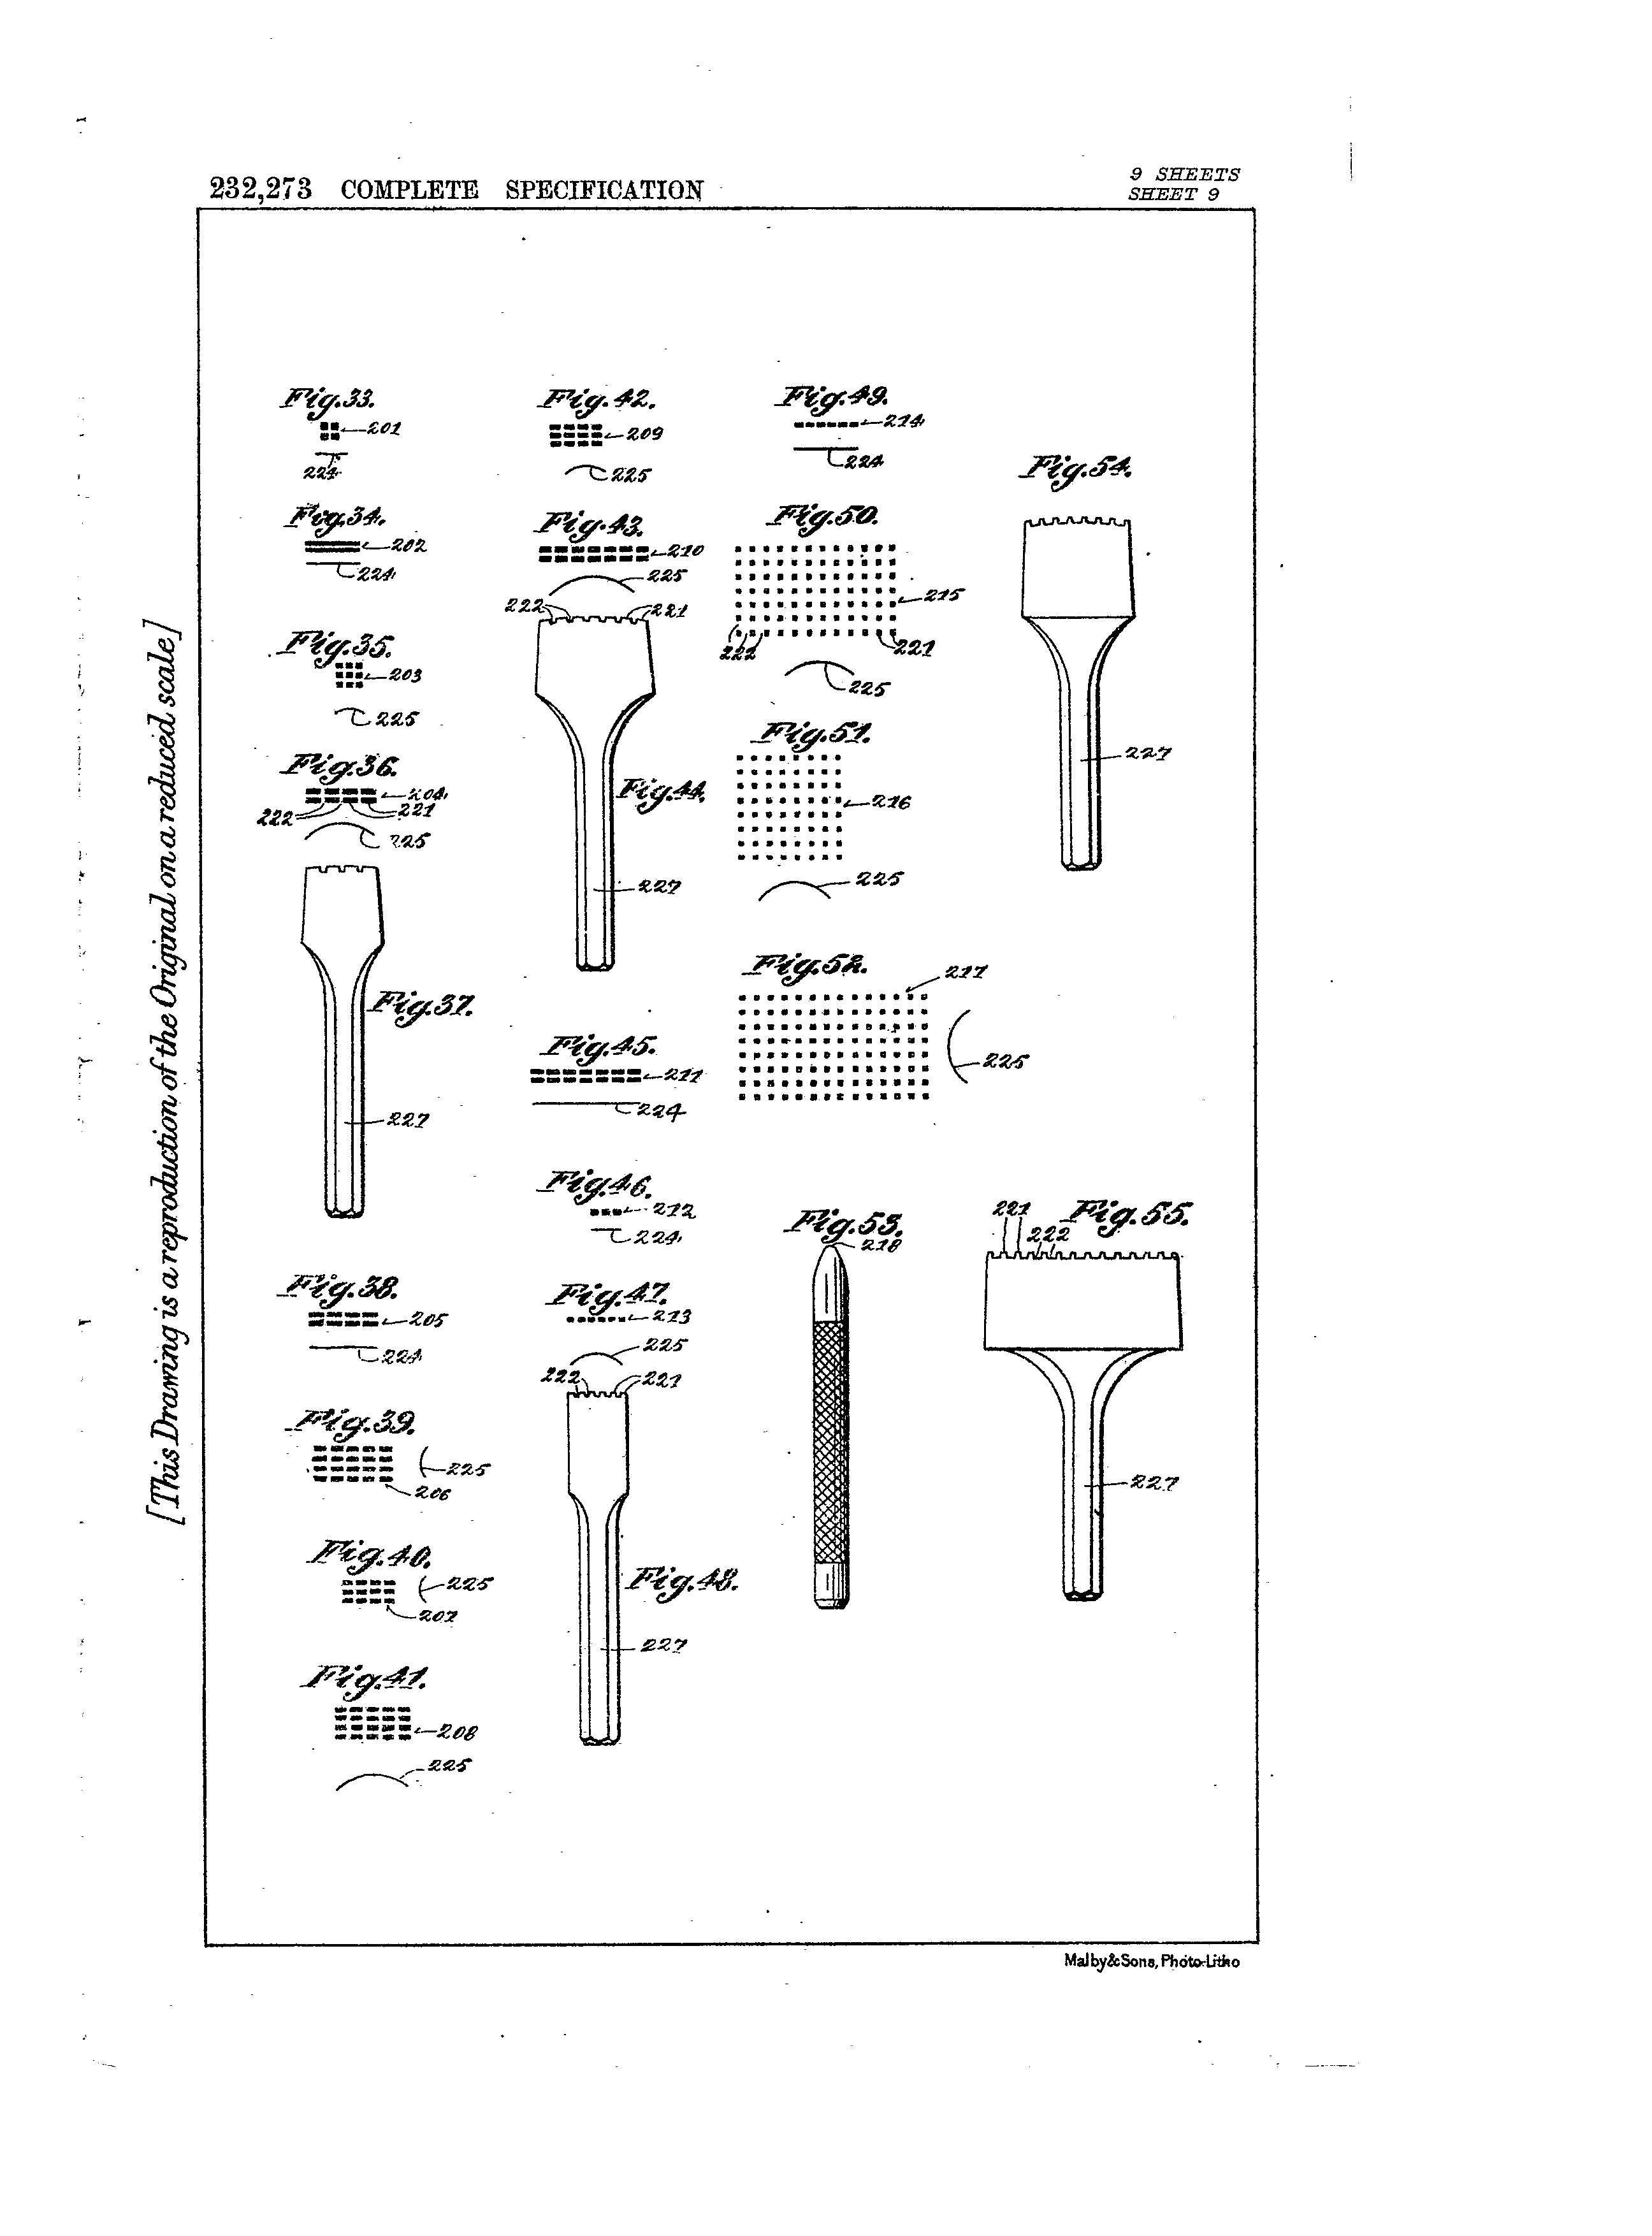 232,273 COMPLETE SPECIFICATION
9 SHEETS
SHEET 9
[This Drawing is a reproduction of the Original on a reduced scale]
Fig.33.
201
224
Fig.34.
202
224
Fig.35.
203
225
Fig.36.
204
222
221
225
Fig.37.
227
Fig.38.
205
224
Fig.39.
225
206
Fig.40.
225
207
Fig.41.
208
225
Fig.42.
209
225
Fig.43.
210
225
222
221
Fig.44.
227
Fig.45.
211
224
Fig.46.
212
224
Fig.47.
213
225
222
221
Fig.48.
227
Fig.49.
214
224
Fig.50.
215
222
221
225
Fig.51.
216
225
Fig.52.
217
225
Fig.53.
218
Fig.54.
227
221
Fig.55.
222
227
Malby&Sons, Photo-Litho